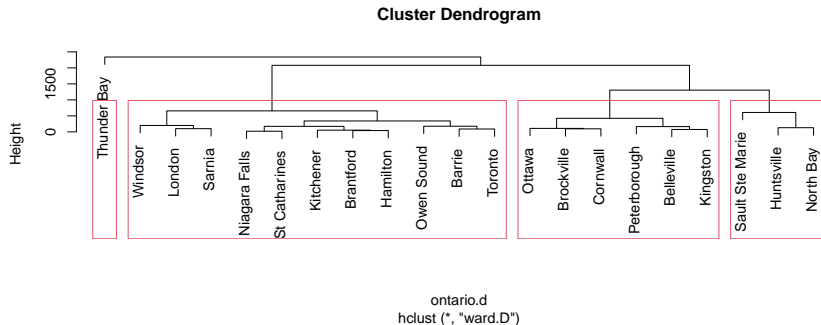 Cluster Dendrogram
Height
0
1500
Thunder Bay
Windsor
London
Sarnia
Niagara Falls
St Catharines
Kitchener
Brantford
Hamilton
Owen Sound
Barrie
Toronto
Ottawa
Brockville
Cornwall
Peterborough
Belleville
Kingston
Sault Ste Marie
Huntsville
North Bay
ontario.d
hclust (*, "ward.D")